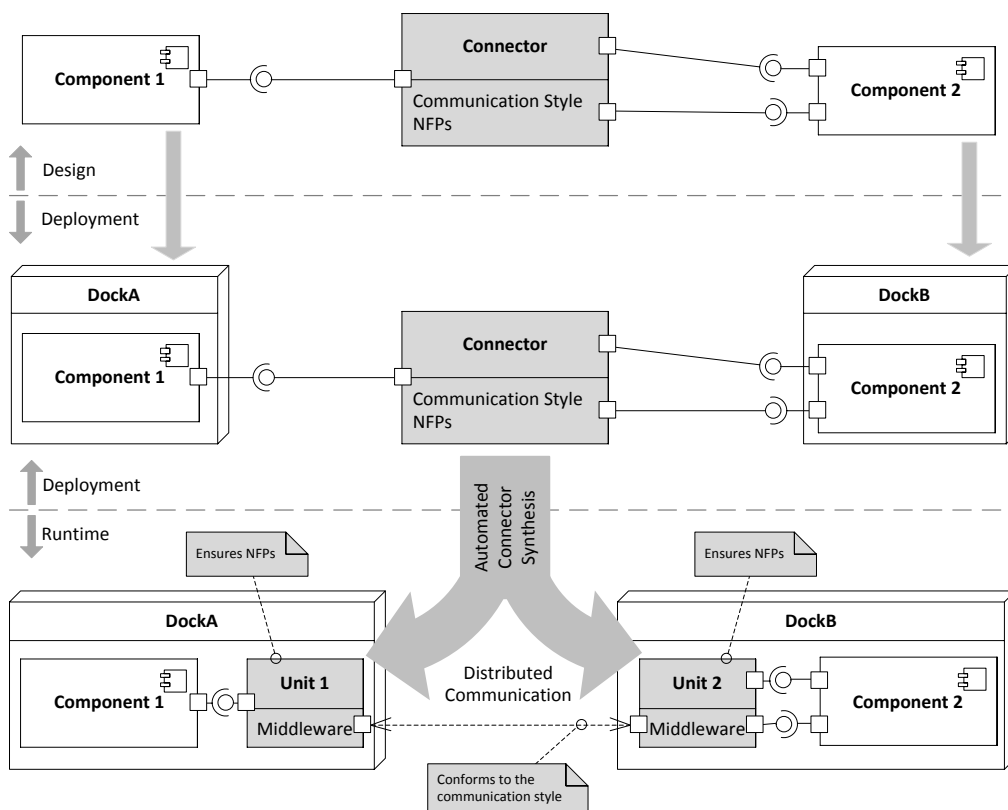 Component 1
Connector
Communication Style
NFPs
Component 2
Design
Deployment
DockA
Component 1
Connector
Communication Style
NFPs
DockB
Component 2
Deployment
Runtime
Automated
Connector
Synthesis
Ensures NFPs
Ensures NFPs
DockA
Component 1
Unit 1
Middleware
Distributed
Communication
DockB
Unit 2
Middleware
Component 2
Conforms to the
communication style